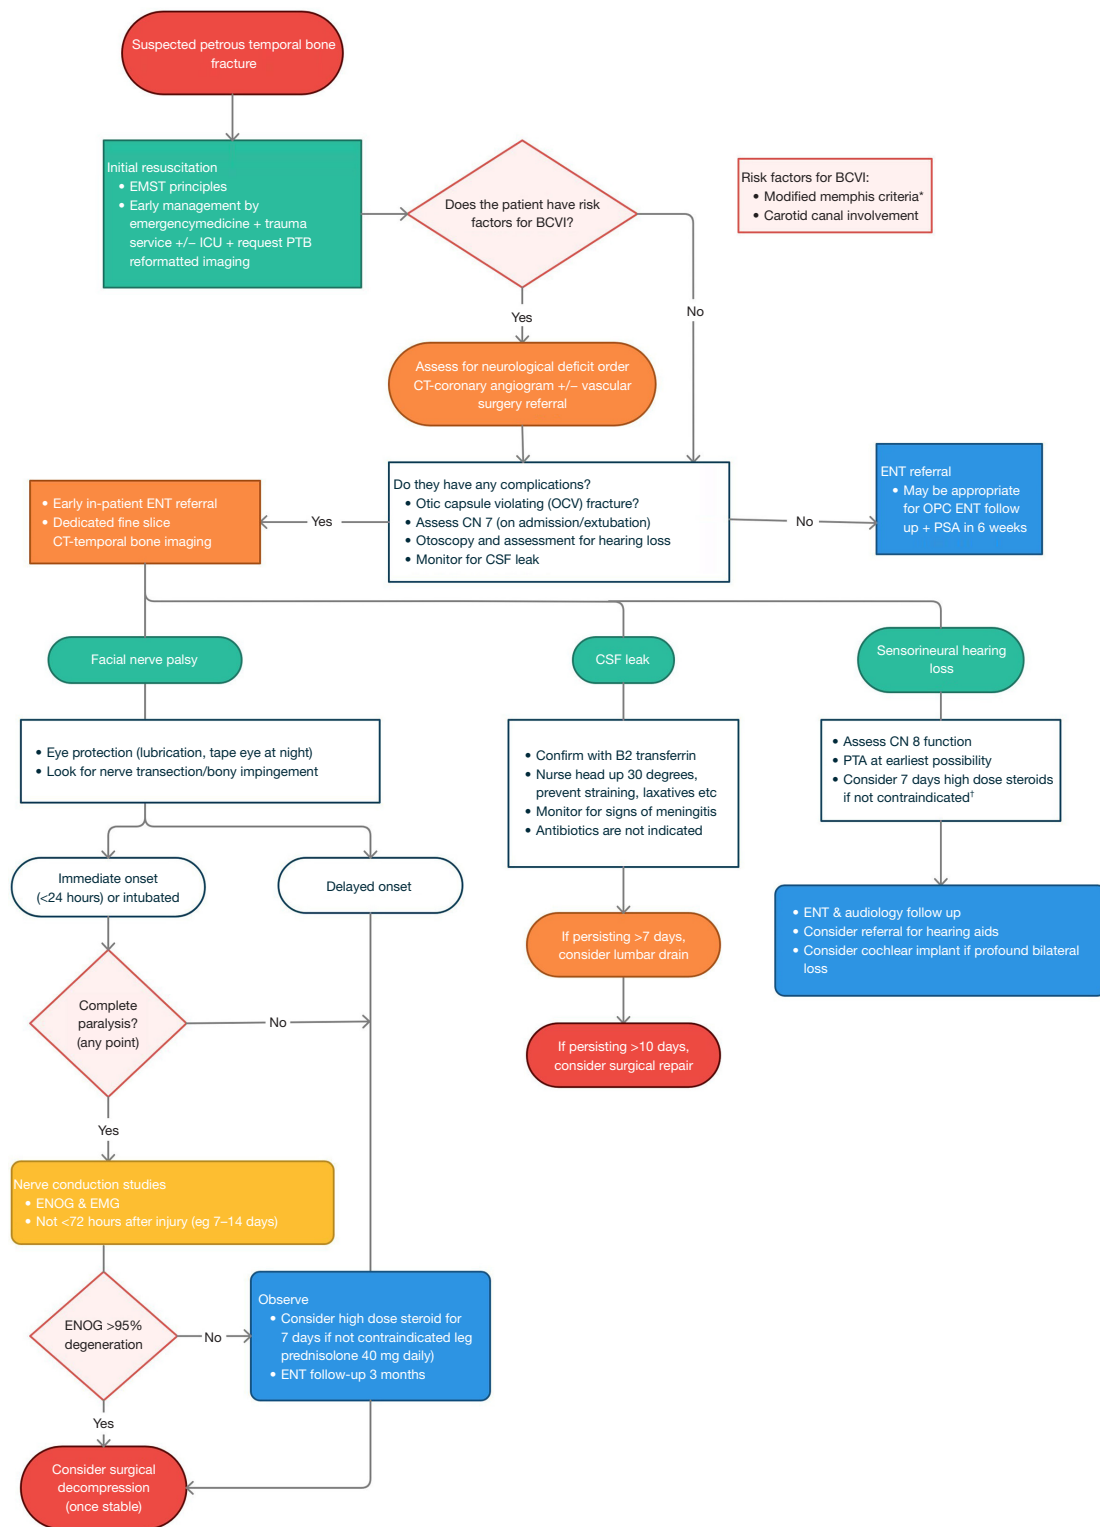 Suspected petrous temporal bone
fracture
Initial resuscitation
• EMST principles
• Early management by
emergencymedicine + trauma
service +/– ICU + request PTB
reformatted imaging
Does the patient have risk
factors for BCVI?
Risk factors for BCVI:
• Modified memphis criteria*
• Carotid canal involvement
Yes
No
Assess for neurological deficit order
CT-coronary angiogram +/– vascular
surgery referral
Do they have any complications?
• Otic capsule violating (OCV) fracture?
• Assess CN 7 (on admission/extubation)
• Otoscopy and assessment for hearing loss
• Monitor for CSF leak
Yes
• Early in-patient ENT referral
• Dedicated fine slice
CT-temporal bone imaging
No
ENT referral
• May be appropriate
for OPC ENT follow
up + PSA in 6 weeks
Facial nerve palsy
CSF leak
Sensorineural hearing
loss
• Eye protection (lubrication, tape eye at night)
• Look for nerve transection/bony impingement
• Confirm with B2 transferrin
• Nurse head up 30 degrees,
prevent straining, laxatives etc
• Monitor for signs of meningitis
• Antibiotics are not indicated
• Assess CN 8 function
• PTA at earliest possibility
• Consider 7 days high dose steroids
if not contraindicated†
Immediate onset
(<24 hours) or intubated
Delayed onset
If persisting >7 days,
consider lumbar drain
• ENT & audiology follow up
• Consider referral for hearing aids
• Consider cochlear implant if profound bilateral
loss
Complete
paralysis?
(any point)
No
If persisting >10 days,
consider surgical repair
Yes
Nerve conduction studies
• ENOG & EMG
• Not <72 hours after injury (eg 7–14 days)
ENOG >95%
degeneration
No
Observe
• Consider high dose steroid for
7 days if not contraindicated leg
prednisolone 40 mg daily)
• ENT follow-up 3 months
Yes
Consider surgical
decompression
(once stable)